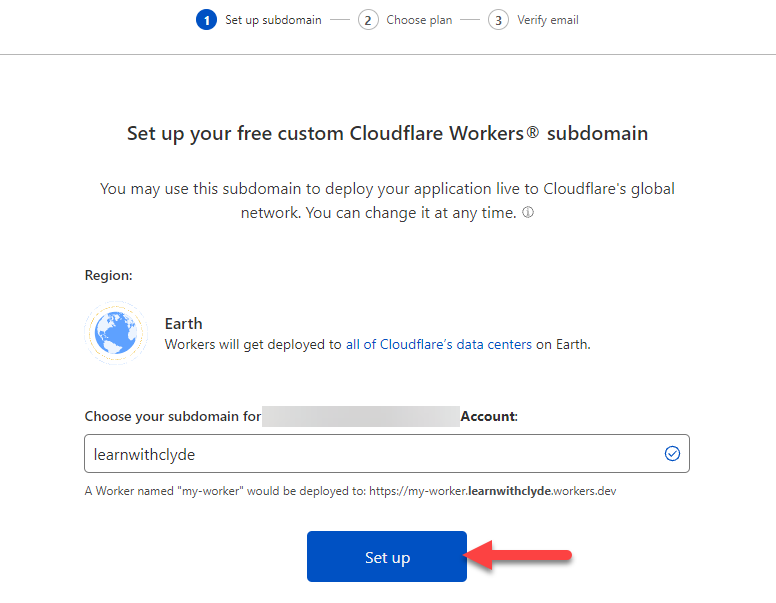 1 Set up subdomain 2 Choose plan 3 Verify email
Set up your free custom Cloudflare Workers® subdomain
You may use this subdomain to deploy your application live to Cloudflare's global
network. You can change it at any time.
Region:
Earth
Workers will get deployed to all of Cloudflare’s data centers on Earth.
Choose your subdomain for Account:
learnwithclyde
A Worker named "my-worker" would be deployed to: https://my-worker.learnwithclyde.workers.dev
Set up